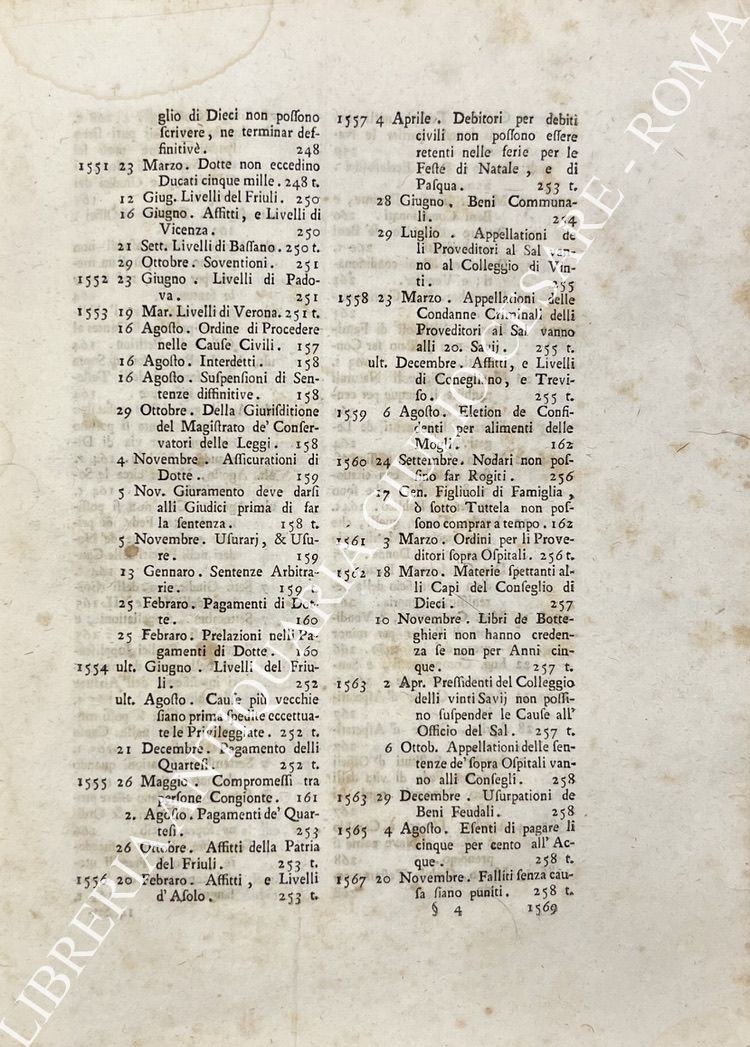 glio di Dieci non poſſono
ſcrivere, ne terminar def-
finitivè. 248
1551 23 Marzo. Dotte non eccedino
Ducati cinque mille. 248 t.
12 Giug. Livelli del Friuli. 250
16 Giugno. Affitti, e Livelli di
Vicenza. 250
21 Sett. Livelli di Baſſano. 250 t.
29 Ottobre. Soventioni. 251
1552 23 Giugno. Livelli di Pado-
va. 251
1553 19 Mar. Livelli di Verona. 251 t.
16 Agoſto. Ordine di Procedere
nelle Cauſe Civili. 157
16 Agoſto. Interdetti. 158
16 Agoſto. Suſpenſioni di Sen-
tenze diffinitive. 158
29 Ottobre. Della Giuriſditione
del Magiſtrato de' Conſer-
vatori delle Leggi. 158
4 Novembre. Aſſicurationi di
Dotte. 159
5 Nov. Giuramento deve darſi
alli Giudici primà di far
la ſentenza. 158 t.
5 Novembre. Uſurarj, & Uſu-
re. 159
13 Gennaro. Sentenze Arbitra-
rie. 159 t.
25 Febraro. Pagamenti di Dot-
te. 160
25 Febraro. Prelazioni nelli Pa-
gamenti di Dotte. 160
1554 ult. Giugno. Livelli del Friu-
li. 252
ult. Agoſto. Cauſe più vecchie
ſiano prima ſpedite eccettua-
te le Privileggiate. 252 t.
21 Decembre. Pagamento delli
Quarteſi. 252 t.
1555 26 Maggio. Compromeſſi tra
perſone Congionte. 161
2. Agoſto. Pagamenti de' Quar-
teſi. 253
26 Ottobre. Affitti della Patria
del Friuli. 253 t.
1556 20 Febraro. Affitti, e Livelli
d'Aſolo. 253 t.
1557 4 Aprile. Debitori per debiti
civili non poſſono eſſere
retenti nelle ferie per le
Feſte di Natale, e di
Paſqua. 253 t.
28 Giugno. Beni Communa-
li. 254
29 Luglio. Appellationi de
li Proveditori al Sal van-
no al Colleggio di Vin-
ti. 255
1558 23 Marzo. Appellationi delle
Condanne Criminali delli
Proveditori al Sal vanno
alli 20. Savij. 255 t.
ult. Decembre. Affitti, e Livelli
di Conegliano, e Trevi-
ſo. 255 t.
1559 6 Agoſto. Eletion de Confi-
denti per alimenti delle
Mogli. 162
1560 24 Settembre. Nodari non poſ-
ſino far Rogiti. 256
17 Gen. Figliuoli di Famiglia,
ò ſotto Tuttela non poſ-
ſono comprar a tempo. 162
1561 3 Marzo. Ordini per li Prove-
ditori ſopra Oſpitali. 256 t.
1562 18 Marzo. Materie ſpettanti al-
li Capi del Conſeglio di
Dieci. 257
10 Novembre. Libri de Botte-
ghieri non hanno creden-
za ſe non per Anni cin-
que. 257 t.
1563 2 Apr. Preſſidenti del Colleggio
delli vinti Savij non poſſi-
no ſuſpender le Cauſe all'
Officio del Sal. 257 t.
6 Ottob. Appellationi delle ſen-
tenze de' ſopra Oſpitali van-
no alli Conſegli. 258
1563 29 Decembre. Uſurpationi de
Beni Feudali. 258
1565 4 Agoſto. Eſenti di pagare li
cinque per cento all'Ac-
que. 258 t.
1567 20 Novembre. Falliti ſenza cau-
ſa ſiano puniti. 258 t.
§ 4 1569
LIBRERIA ANTIQUARIA GIULIO CESARE - ROMA